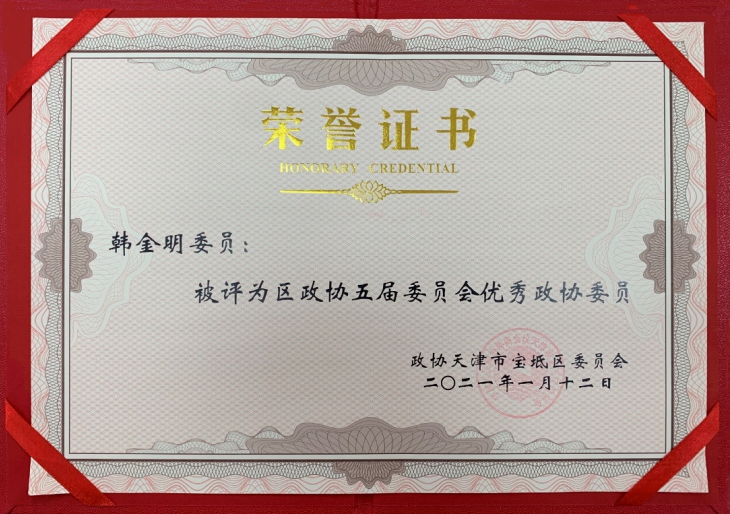 荣誉证书
HONORARY CREDENTIAL
韩金明委员：
被评为区政协五届委员会优秀政协委员
政协天津市宝坻区委员会
二〇二一年一月十二日